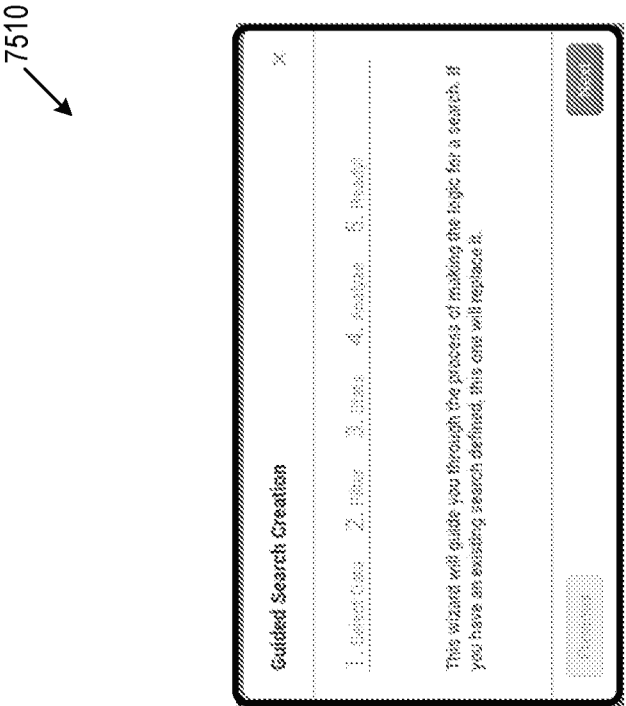 7510
Guided Search Creation ×
1. Select Data 2. Filter 3. Stats 4. Analyze 5. Ready
This wizard will guide you through the process of making the logic for a search. If
you have an existing search defined, this one will replace it.